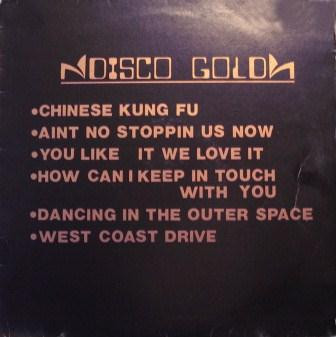 DISCO GOLD
•CHINESE KUNG FU
•AINT NO STOPPIN US NOW
•YOU LIKE IT WE LOVE IT
•HOW CAN I KEEP IN TOUCH
WITH YOU
•DANCING IN THE OUTER SPACE
•WEST COAST DRIVE